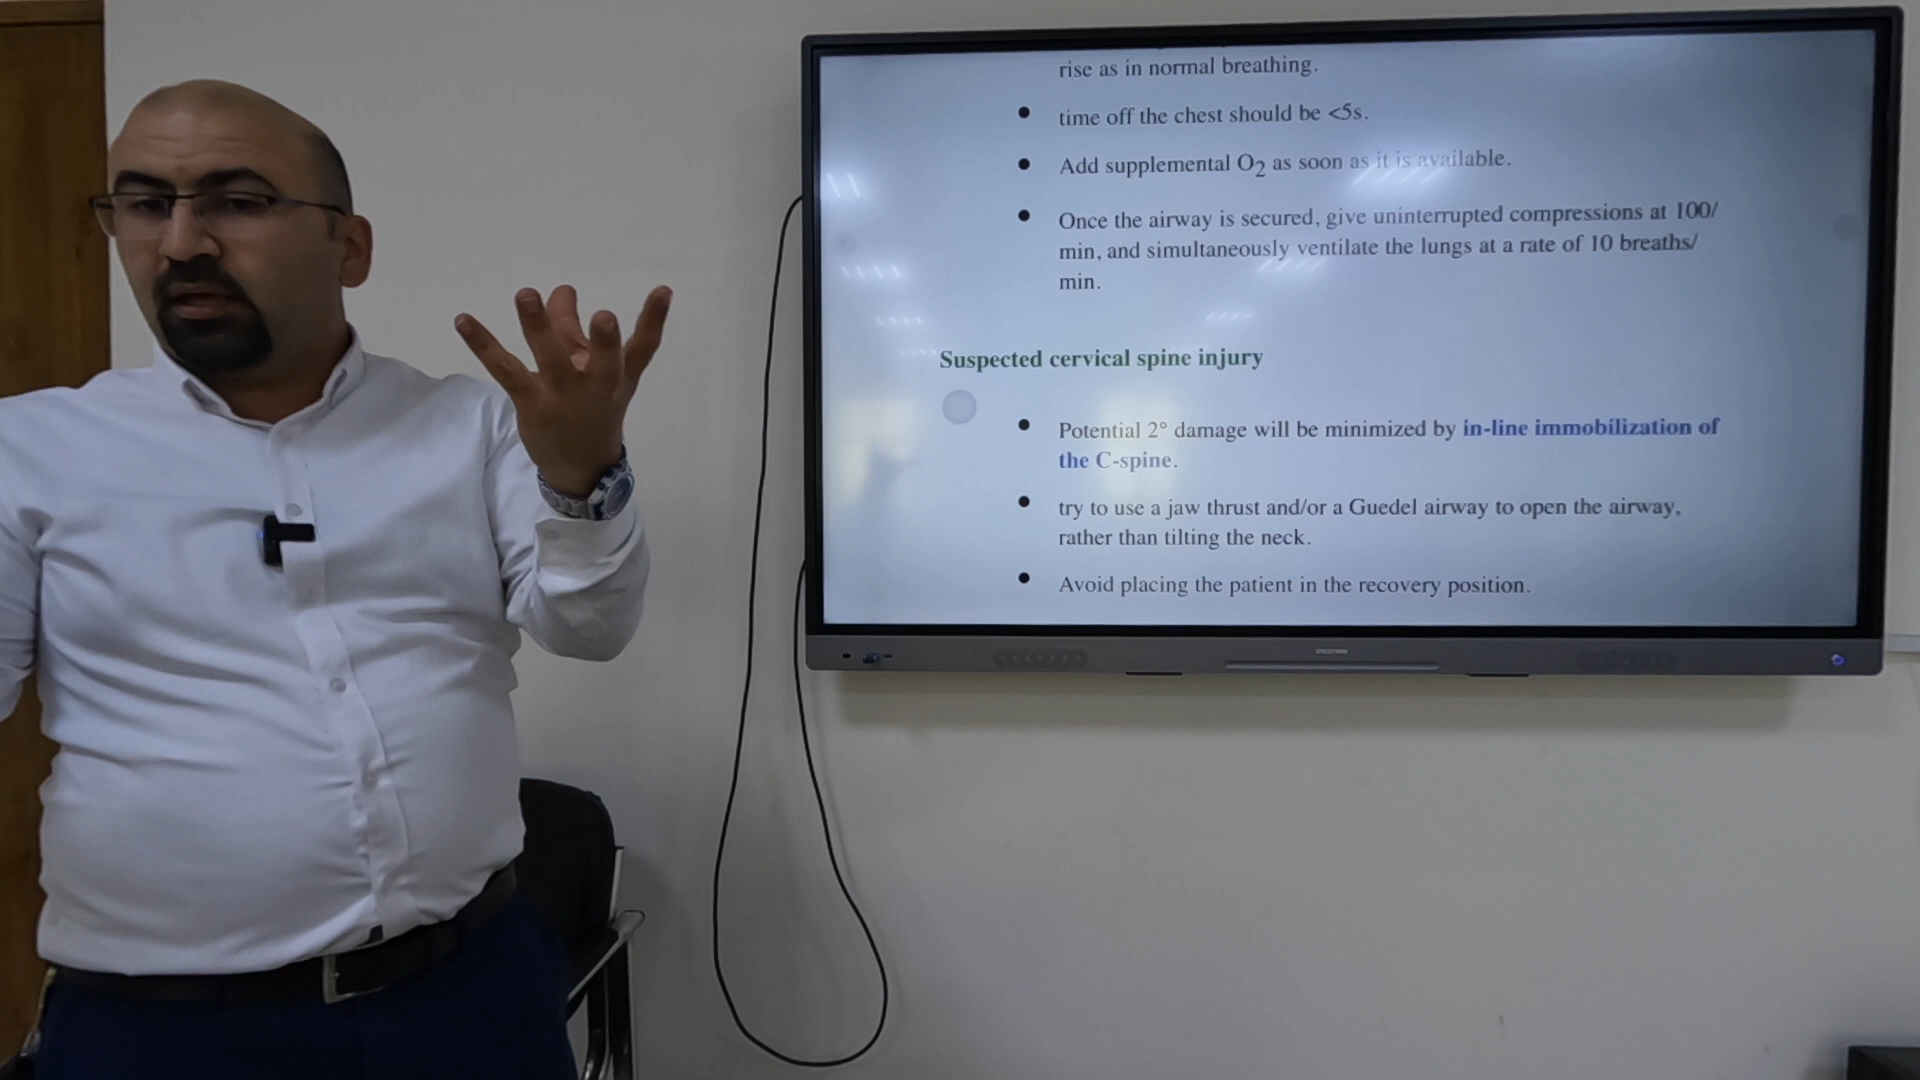 rise as in normal breathing.
● time off the chest should be <5s.
● Add supplemental O2 as soon as it is available.
● Once the airway is secured, give uninterrupted compressions at 100/
min, and simultaneously ventilate the lungs at a rate of 10 breaths/
min.
Suspected cervical spine injury
● Potential 2° damage will be minimized by in-line immobilization of
the C-spine.
● try to use a jaw thrust and/or a Guedel airway to open the airway,
rather than tilting the neck.
● Avoid placing the patient in the recovery position.